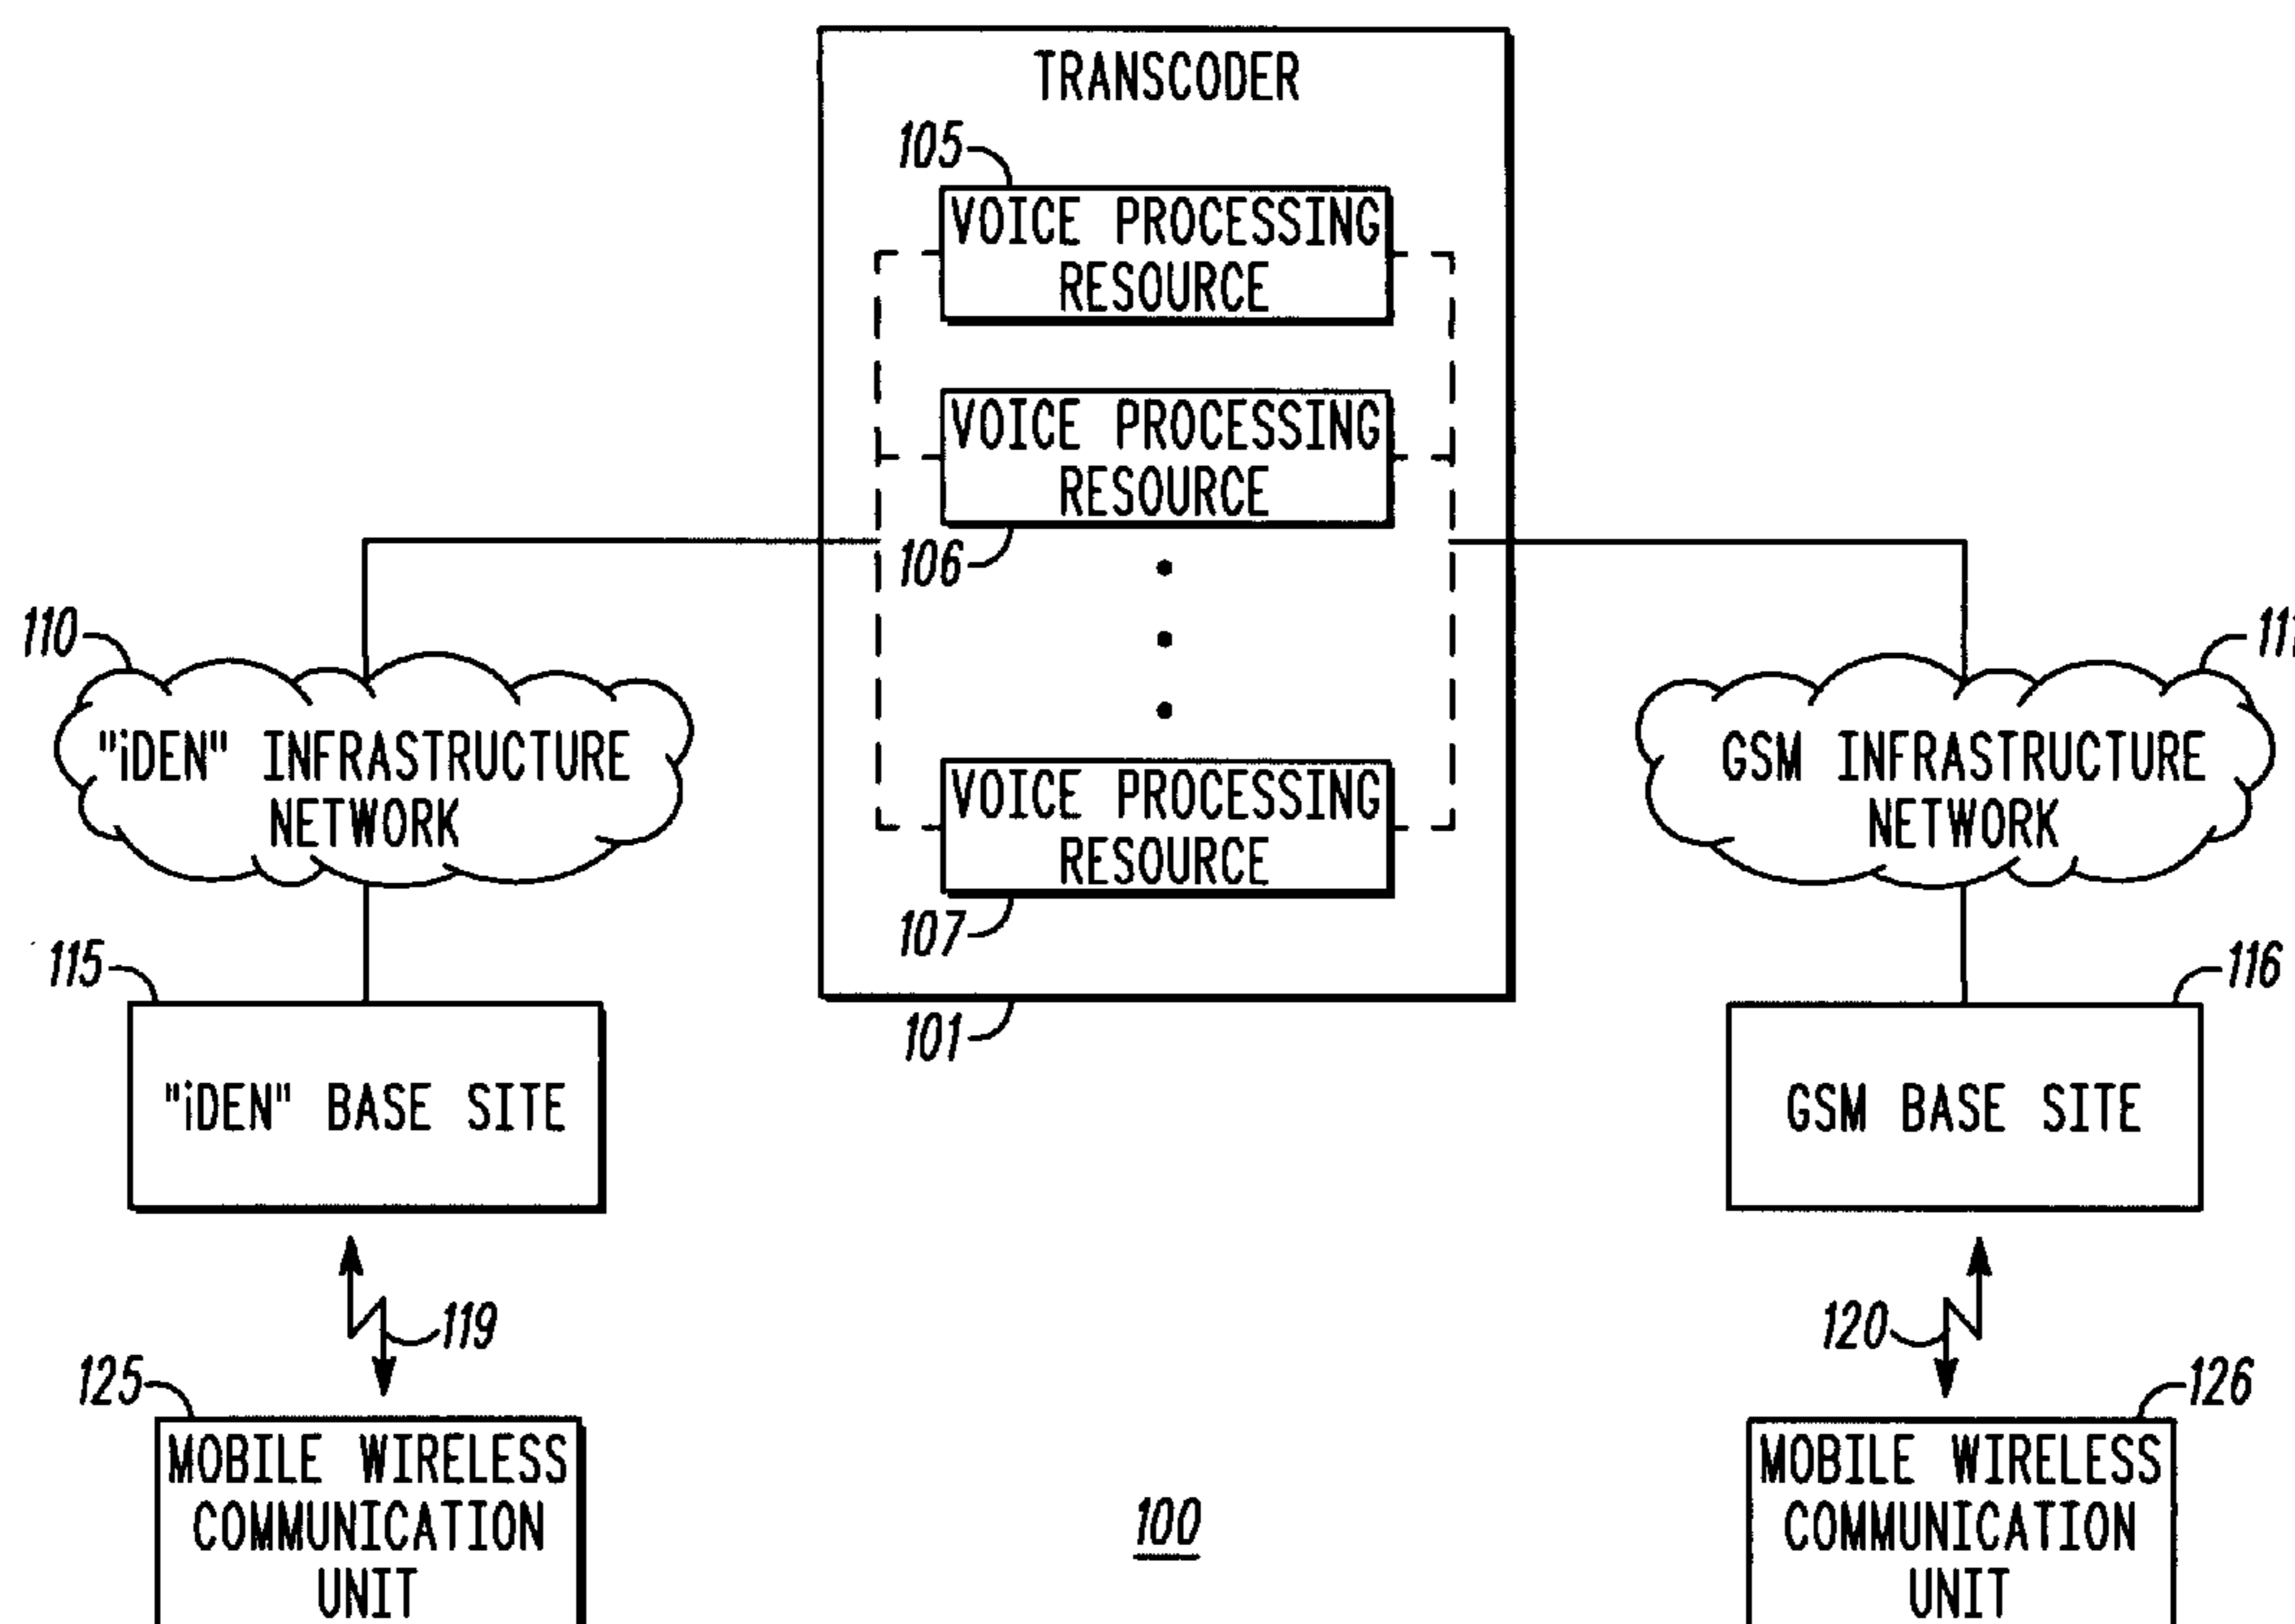 TRANSCODER
105
VOICE PROCESSING
RESOURCE
VOICE PROCESSING
RESOURCE
106
110
111
"iDEN" INFRASTRUCTURE
NETWORK
GSM INFRASTRUCTURE
NETWORK
VOICE PROCESSING
RESOURCE
107
115
116
101
"iDEN" BASE SITE
GSM BASE SITE
119
120
125
126
MOBILE WIRELESS
COMMUNICATION
UNIT
100
MOBILE WIRELESS
COMMUNICATION
UNIT